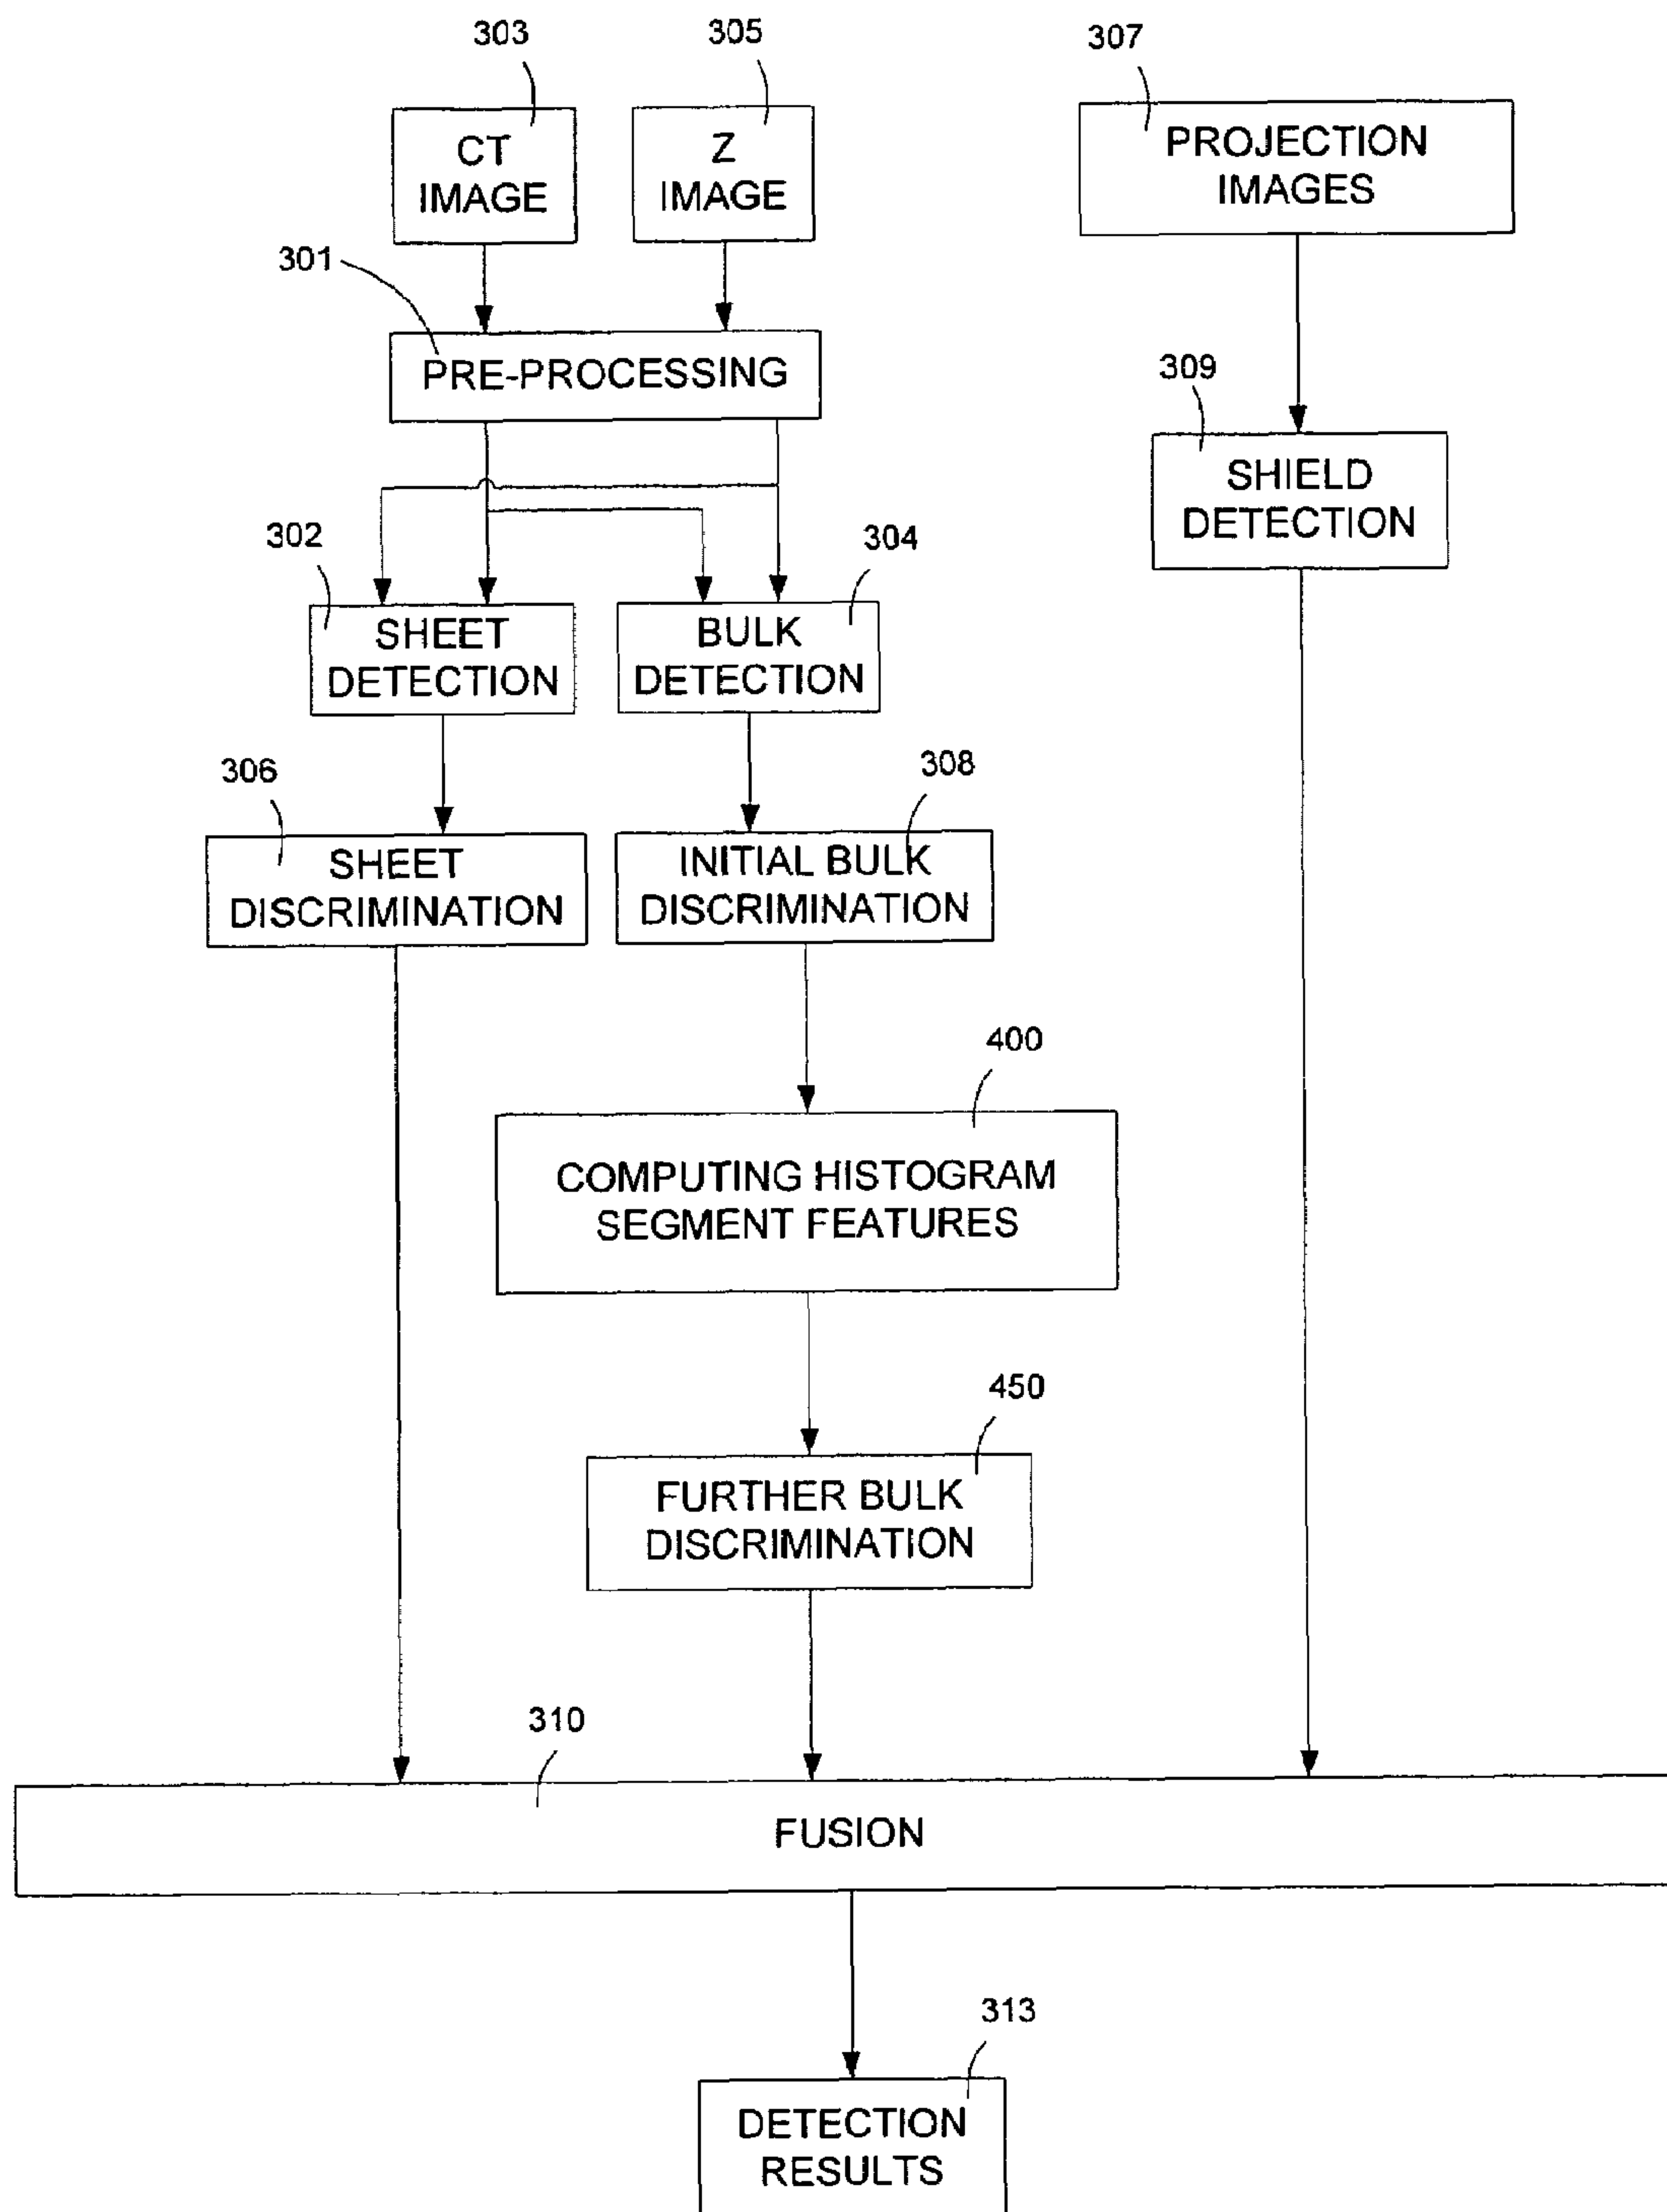 303
305
307
CT
IMAGE
Z
IMAGE
PROJECTION
IMAGES
301
PRE-PROCESSING
309
SHIELD
DETECTION
302
304
SHEET
DETECTION
BULK
DETECTION
306
308
SHEET
DISCRIMINATION
INITIAL BULK
DISCRIMINATION
400
COMPUTING HISTOGRAM
SEGMENT FEATURES
450
FURTHER BULK
DISCRIMINATION
310
FUSION
313
DETECTION
RESULTS